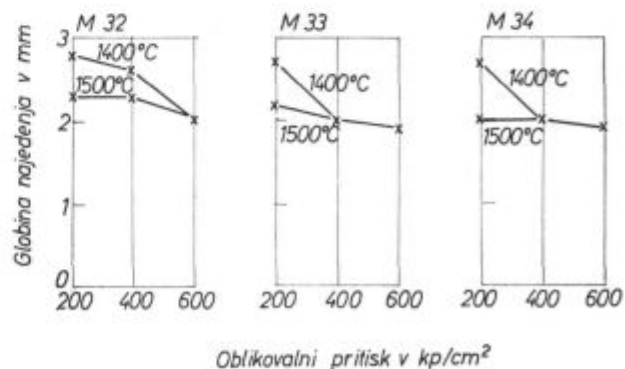 M 32 M 33 M 34
3
1400°C
1500°C
2
1
0
200 400 600
1400°C
1500°C
200 400 600
1400°C
1500°C
200 400 600
Globina najedenja v mm
Oblikovalni pritisk v kp/cm²